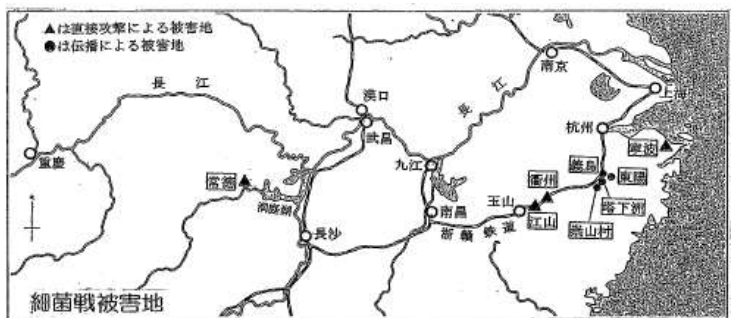 ▲は直接攻撃による被害地
●は伝播による被害地
長江
漢口
武昌
重慶
常德
洞庭湖
長沙
九江
南昌
長江
南京
上海
杭州
寧波
義烏
東陽
塔下洲
崇山村
衢州
江山
玉山
浙贛鉄道
細菌戦被害地